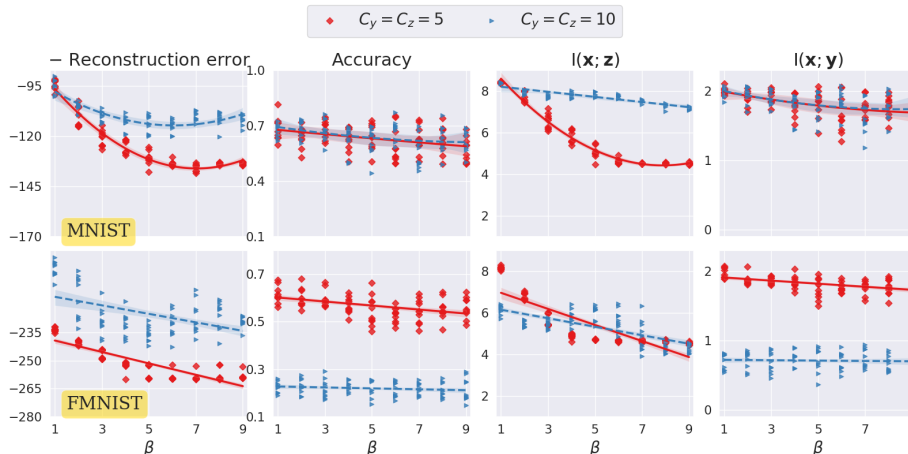 C_y = C_z = 5 C_y = C_z = 10
− Reconstruction error Accuracy I(x; z) I(x; y)
−95 1.0 8 2
−120 0.7 6
−145 0.4 4 1
−170 0.1 2 0
MNIST
0.7 8 2
−235 0.5 6
−250 4 1
−265 0.3 2
−280 0.1 0
FMNIST
1 3 5 7 9 1 3 5 7 9 1 3 5 7 9 1 3 5 7
β β β β